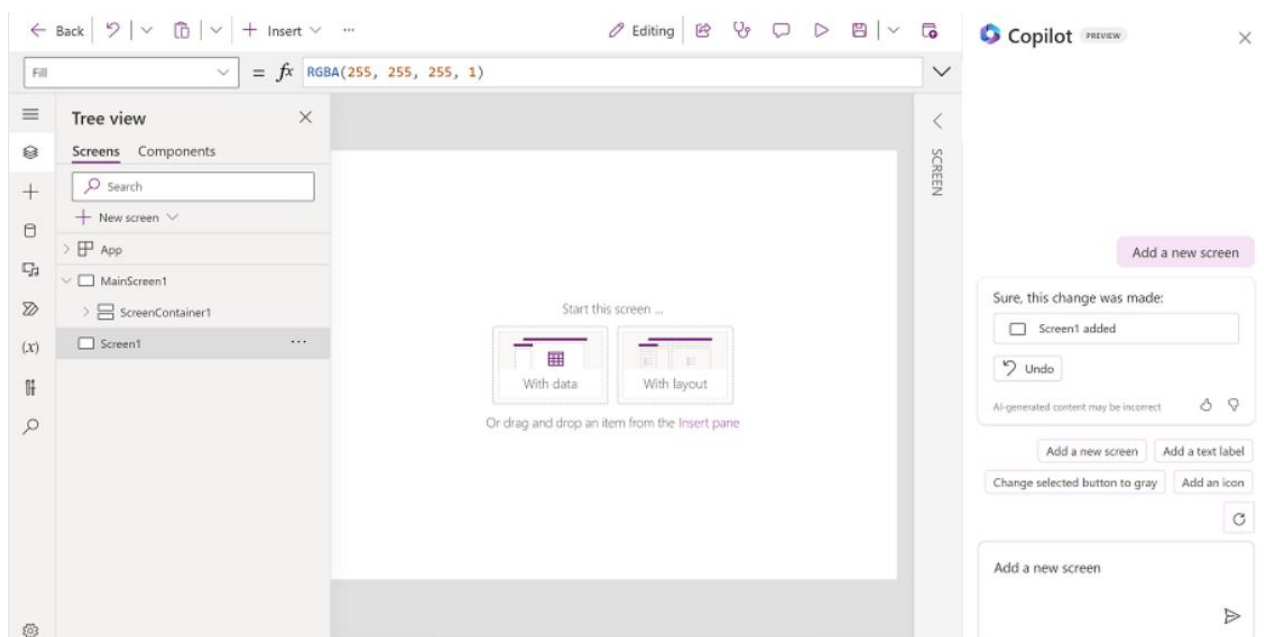 Back
Insert
Editing
Copilot PREVIEW
Fill
= fx RGBA(255, 255, 255, 1)
Tree view
Screens Components
Search
New screen
App
MainScreen1
ScreenContainer1
Screen1
(x)
Start this screen ...
With data With layout
Or drag and drop an item from the Insert pane
SCREEN
Add a new screen
Sure, this change was made:
Screen1 added
Undo
AI-generated content may be incorrect
Add a new screen Add a text label
Change selected button to gray Add an icon
Add a new screen